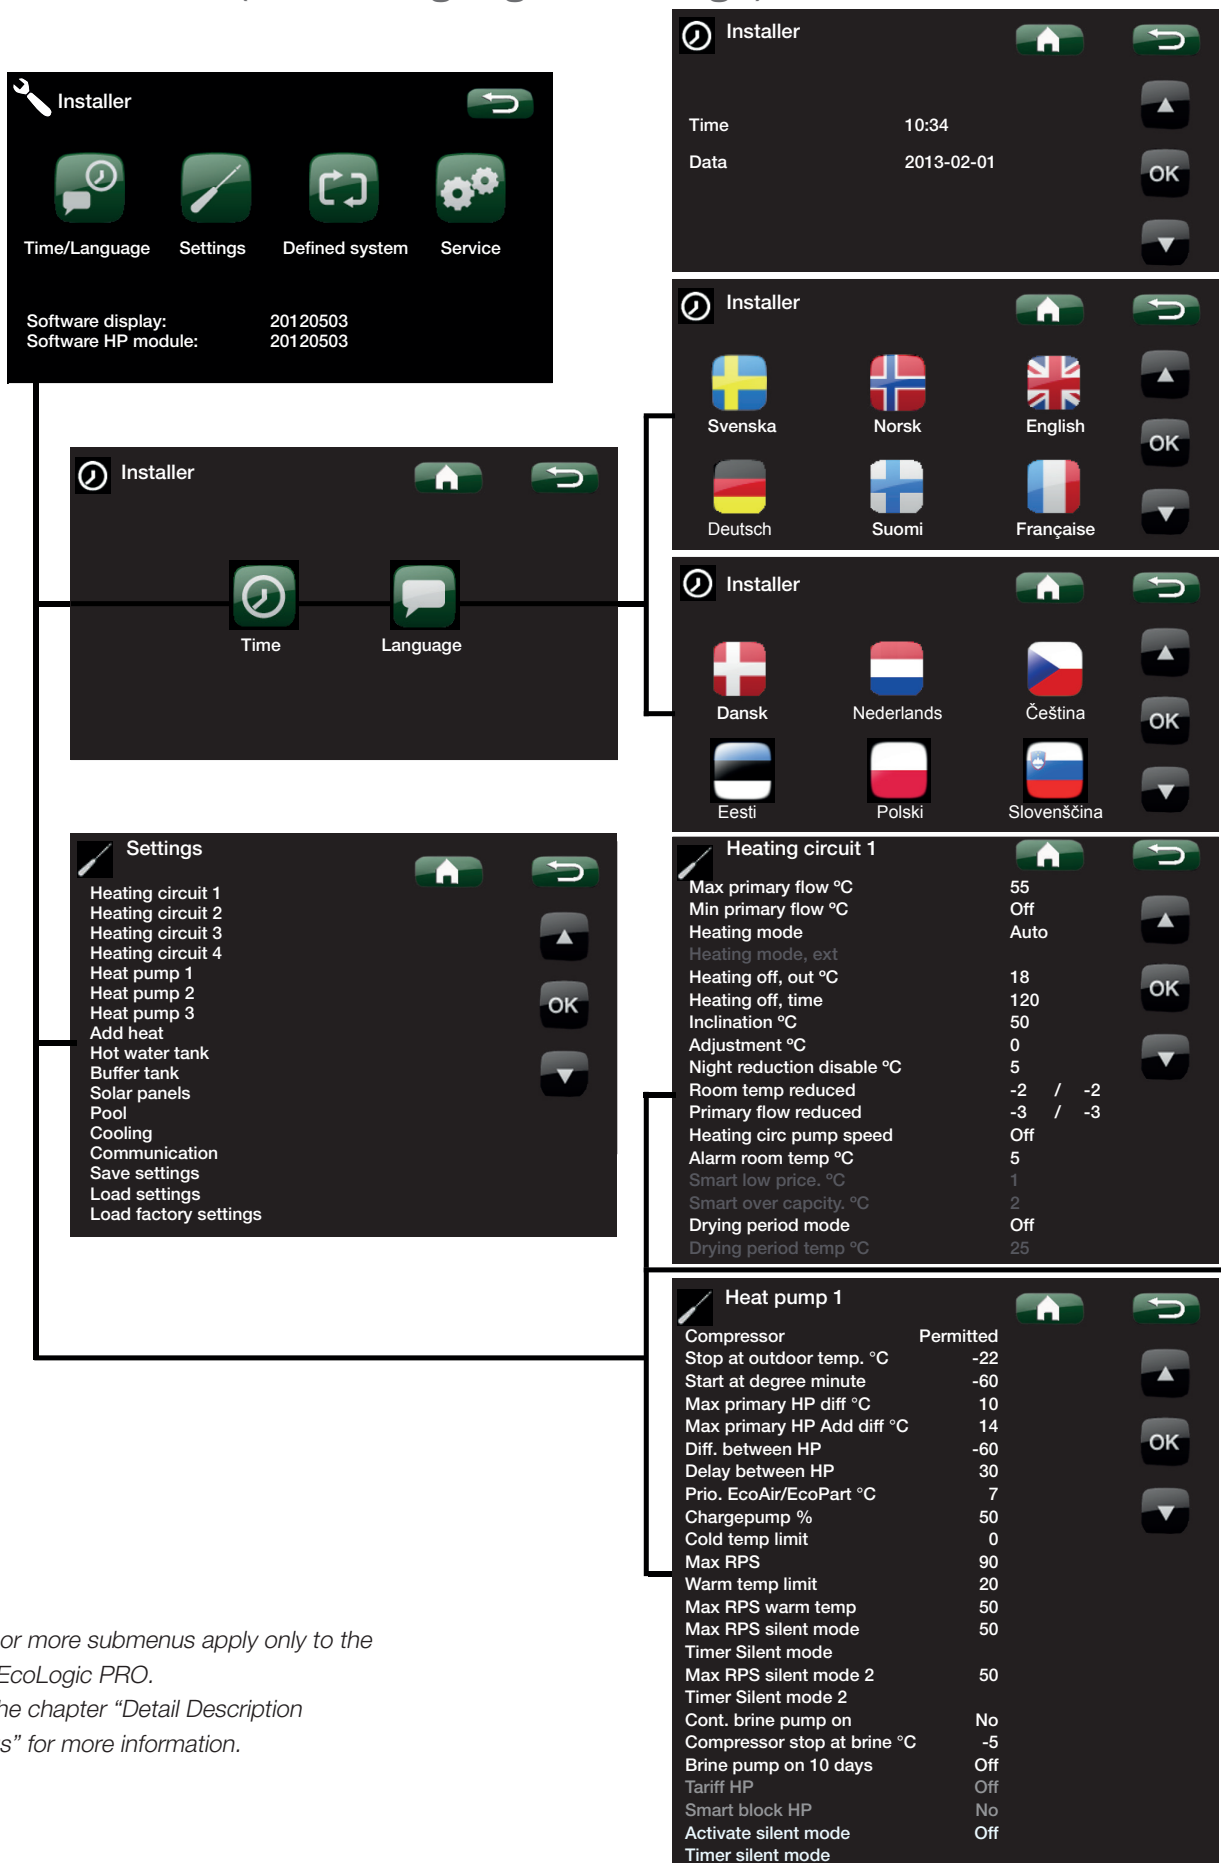 Installer
Time/Language Settings Defined system Service
Software display: 20120503
Software HP module: 20120503
Installer
Time 10:34
Data 2013-02-01
OK
Installer
Svenska Norsk English
OK
Deutsch Suomi Française
Installer
Time Language
Installer
Dansk Nederlands Čeština
OK
Eesti Polski Slovenščina
Settings
Heating circuit 1
Heating circuit 2
Heating circuit 3
Heating circuit 4
Heat pump 1
Heat pump 2
Heat pump 3
Add heat
Hot water tank
Buffer tank
Solar panels
Pool
Cooling
Communication
Save settings
Load settings
Load factory settings
OK
Heating circuit 1
Max primary flow ºC 55
Min primary flow ºC Off
Heating mode Auto
Heating mode, ext
Heating off, out ºC 18
Heating off, time 120
Inclination ºC 50
Adjustment ºC 0
Night reduction disable ºC 5
Room temp reduced -2 / -2
Primary flow reduced -3 / -3
Heating circ pump speed Off
Alarm room temp ºC 5
Smart low price. ºC 1
Smart over capcity. ºC 2
Drying period mode Off
Drying period temp ºC 25
OK
Heat pump 1
Compressor Permitted
Stop at outdoor temp. °C -22
Start at degree minute -60
Max primary HP diff °C 10
Max primary HP Add diff °C 14
Diff. between HP -60
Delay between HP 30
Prio. EcoAir/EcoPart °C 7
Chargepump % 50
Cold temp limit 0
Max RPS 90
Warm temp limit 20
Max RPS warm temp 50
Max RPS silent mode 50
Timer Silent mode
Max RPS silent mode 2 50
Timer Silent mode 2
Cont. brine pump on No
Compressor stop at brine °C -5
Brine pump on 10 days Off
Tariff HP Off
Smart block HP No
Activate silent mode Off
Timer silent mode
OK
or more submenus apply only to the
EcoLogic PRO.
he chapter “Detail Description
s” for more information.